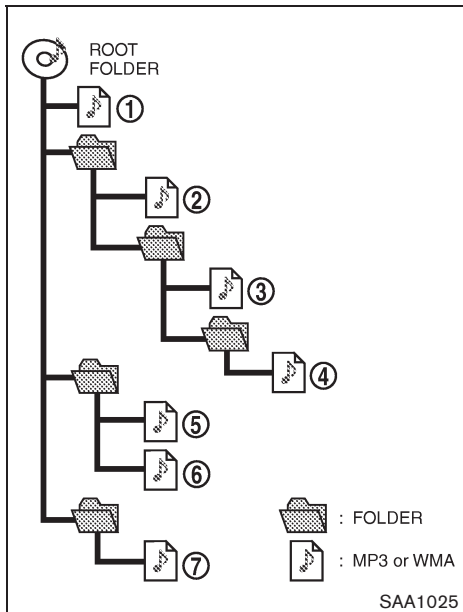 ROOT
FOLDER
①
②
③
④
⑤
⑥
⑦
: FOLDER
: MP3 or WMA
SAA1025